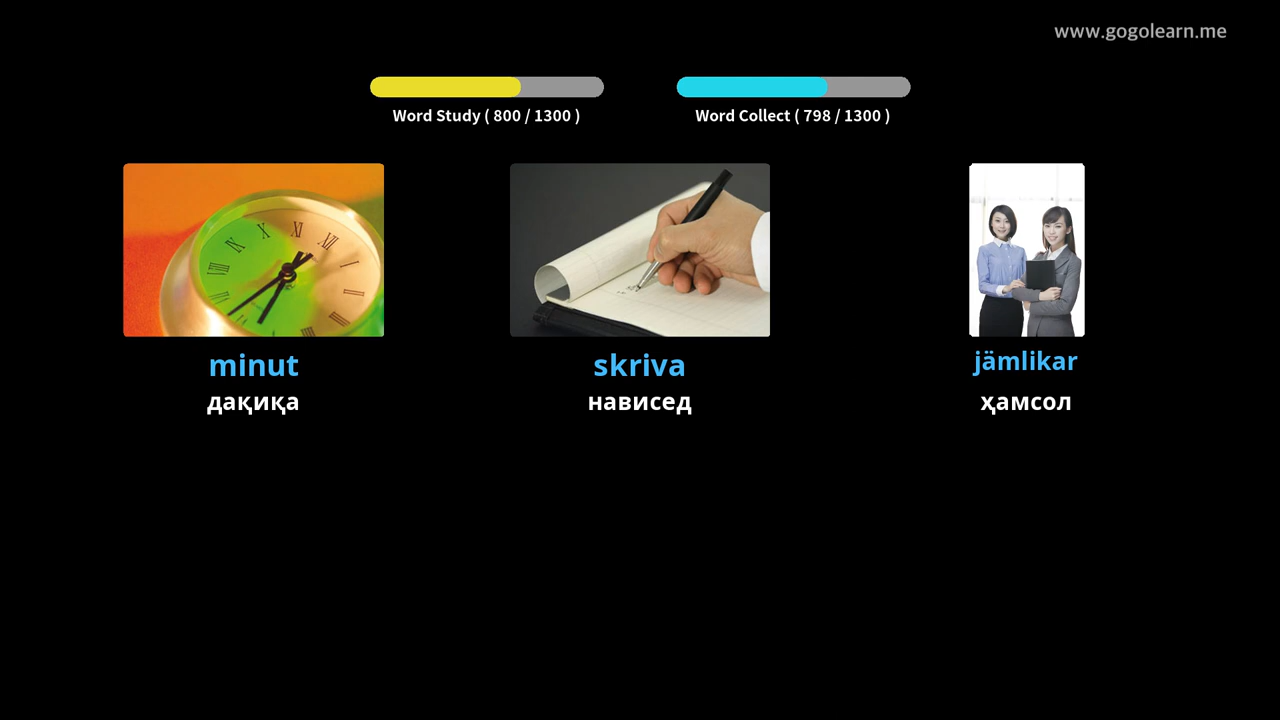 www.gogolearn.me
Word Study ( 800 / 1300 )
Word Collect ( 798 / 1300 )
minut
дақиқа
skriva
нависед
jämlikar
ҳамсол